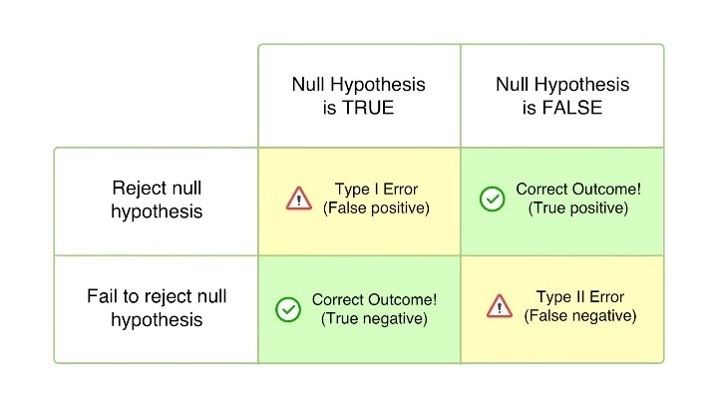 Null Hypothesis
is TRUE
Null Hypothesis
is FALSE
Reject null
hypothesis
Type I Error
(False positive)
Correct Outcome!
(True positive)
Fail to reject null
hypothesis
Correct Outcome!
(True negative)
Type II Error
(False negative)